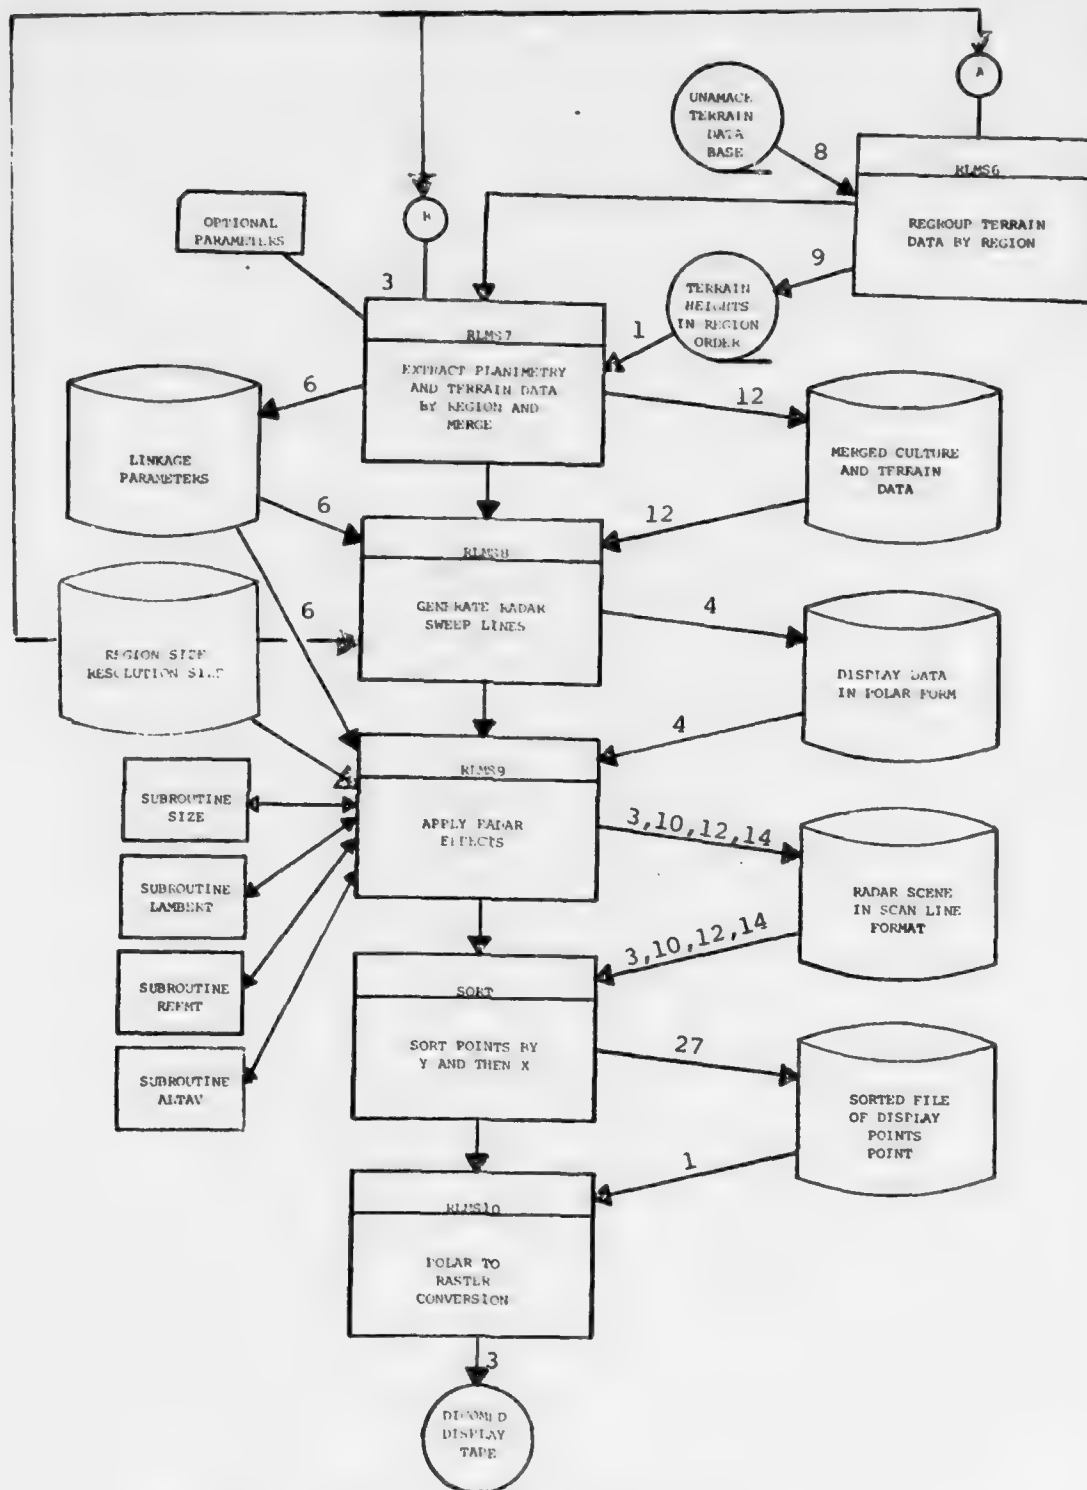 A
UNAMACE
TERRAIN
DATA
BASE
8
RLMS6
REGROUP TERRAIN
DATA BY REGION
B
OPTIONAL
PARAMETERS
9
TERRAIN
HEIGHTS
IN REGION
ORDER
3
1
RLMS7
EXTRACT PLANIMETRY
AND TERRAIN DATA
BY REGION AND
MERGE
6
12
LINKAGE
PARAMETERS
MERGED CULTURE
AND TERRAIN
DATA
6
12
RLMS8
GENERATE RADAR
SWEEP LINES
6
4
REGION SIZE
RESOLUTION SIZE
DISPLAY DATA
IN POLAR FORM
4
RLMS9
APPLY RADAR
EFFECTS
SUBROUTINE
SIZE
3,10,12,14
SUBROUTINE
LAMBERT
RADAR SCENE
IN SCAN LINE
FORMAT
3,10,12,14
SUBROUTINE
SORT
SORT POINTS BY
Y AND THEN X
27
SUBROUTINE
ALTAV
SORTED FILE
OF DISPLAY
POINTS
POINT
1
RLMS10
POLAR TO
RASTER
CONVERSION
3
DICOMED
DISPLAY
TAPE